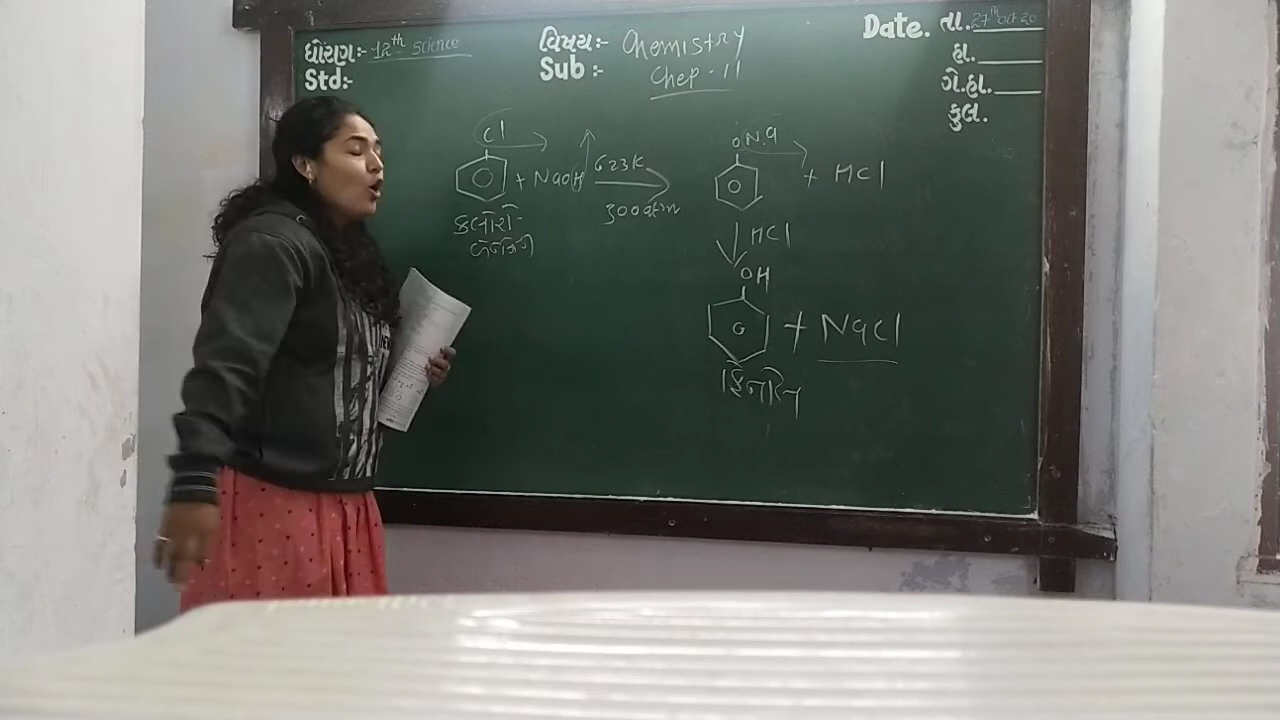 ધોરણ:- 12th Science
Std:-
વિષય:- Chemistry
Sub :- Chep - 11
Date. તા. 27th Oct 20
હા.
ગે.હા.
કુલ.
Cl
+ NaOH
623K
300 atm
ક્લોરો-
બેન્ઝિન
ONa
+ HCl
HCl
OH
+ NaCl
ફિનોલ